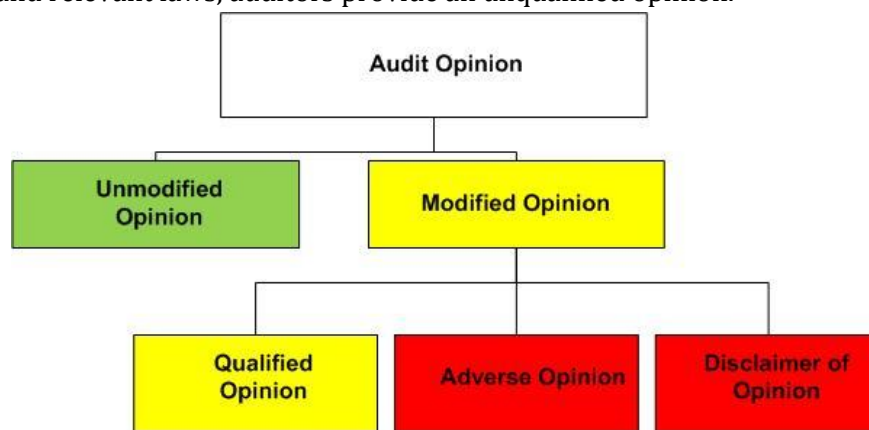 and relevant laws, auditors provide an unqualified opinion.
Audit Opinion
Unmodified
Opinion
Modified Opinion
Qualified
Opinion
Adverse Opinion
Disclaimer of
Opinion